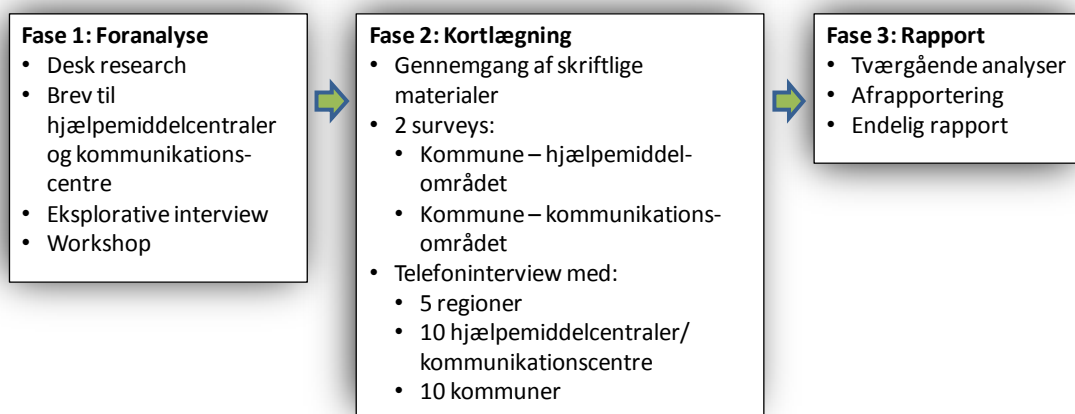 Fase 1: Foranalyse
• Desk research
• Brev til
hjælpemiddelcentraler
og kommunikations-
centre
• Eksplorative interview
• Workshop
Fase 2: Kortlægning
• Gennemgang af skriftlige
materialer
• 2 surveys:
• Kommune – hjælpemiddel-
området
• Kommune – kommunikations-
området
• Telefoninterview med:
• 5 regioner
• 10 hjælpemiddelcentraler/
kommunikationscentre
• 10 kommuner
Fase 3: Rapport
• Tværgående analyser
• Afrapportering
• Endelig rapport